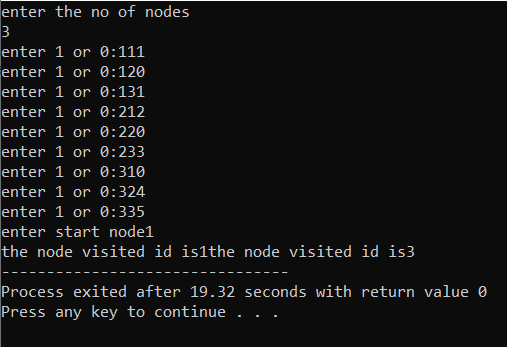 enter the no of nodes
3
enter 1 or 0:111
enter 1 or 0:120
enter 1 or 0:131
enter 1 or 0:212
enter 1 or 0:220
enter 1 or 0:233
enter 1 or 0:310
enter 1 or 0:324
enter 1 or 0:335
enter start node1
the node visited id is1the node visited id is3
--------------------------------
Process exited after 19.32 seconds with return value 0
Press any key to continue . . .